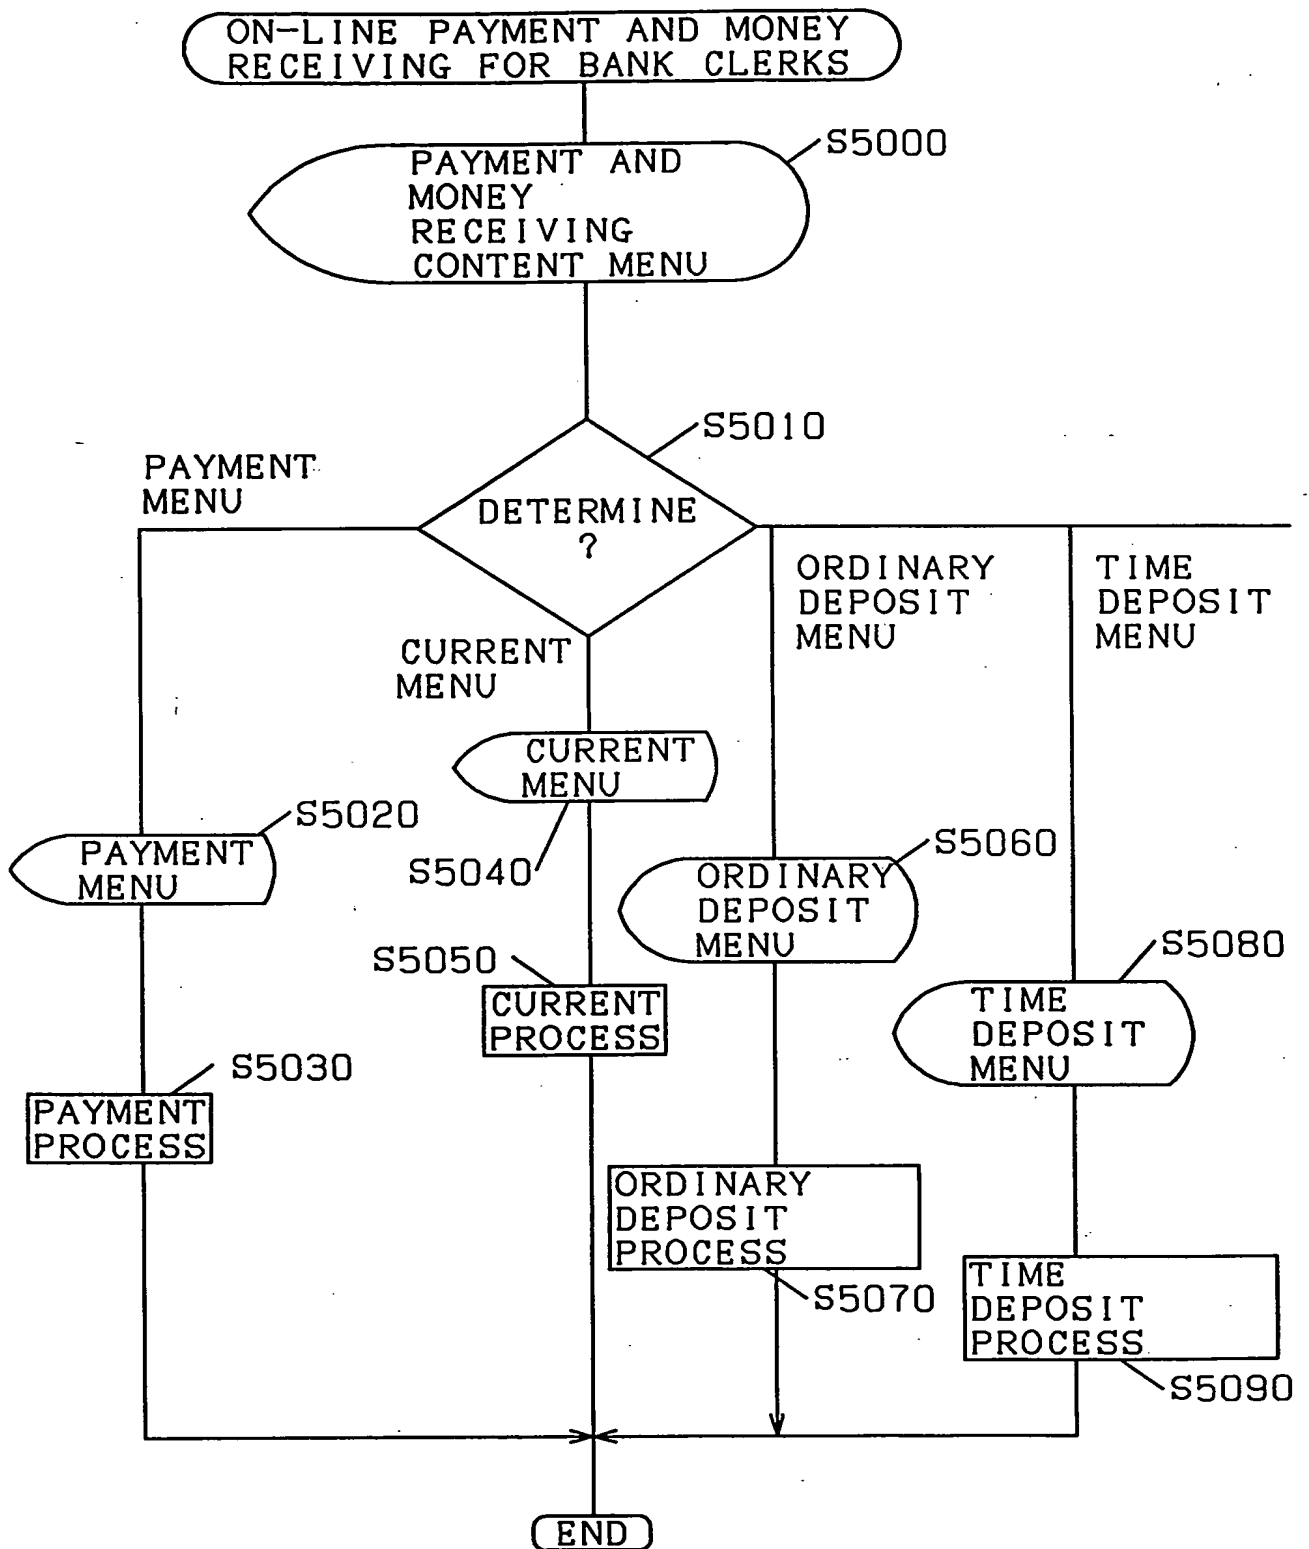 ON-LINE PAYMENT AND MONEY
RECEIVING FOR BANK CLERKS
S5000
PAYMENT AND
MONEY
RECEIVING
CONTENT MENU
S5010
PAYMENT
MENU
DETERMINE
?
ORDINARY
DEPOSIT
MENU
TIME
DEPOSIT
MENU
CURRENT
MENU
CURRENT
MENU
S5040
S5020
PAYMENT
MENU
S5060
ORDINARY
DEPOSIT
MENU
S5080
TIME
DEPOSIT
MENU
S5050
CURRENT
PROCESS
S5030
PAYMENT
PROCESS
ORDINARY
DEPOSIT
PROCESS
S5070
TIME
DEPOSIT
PROCESS
S5090
END